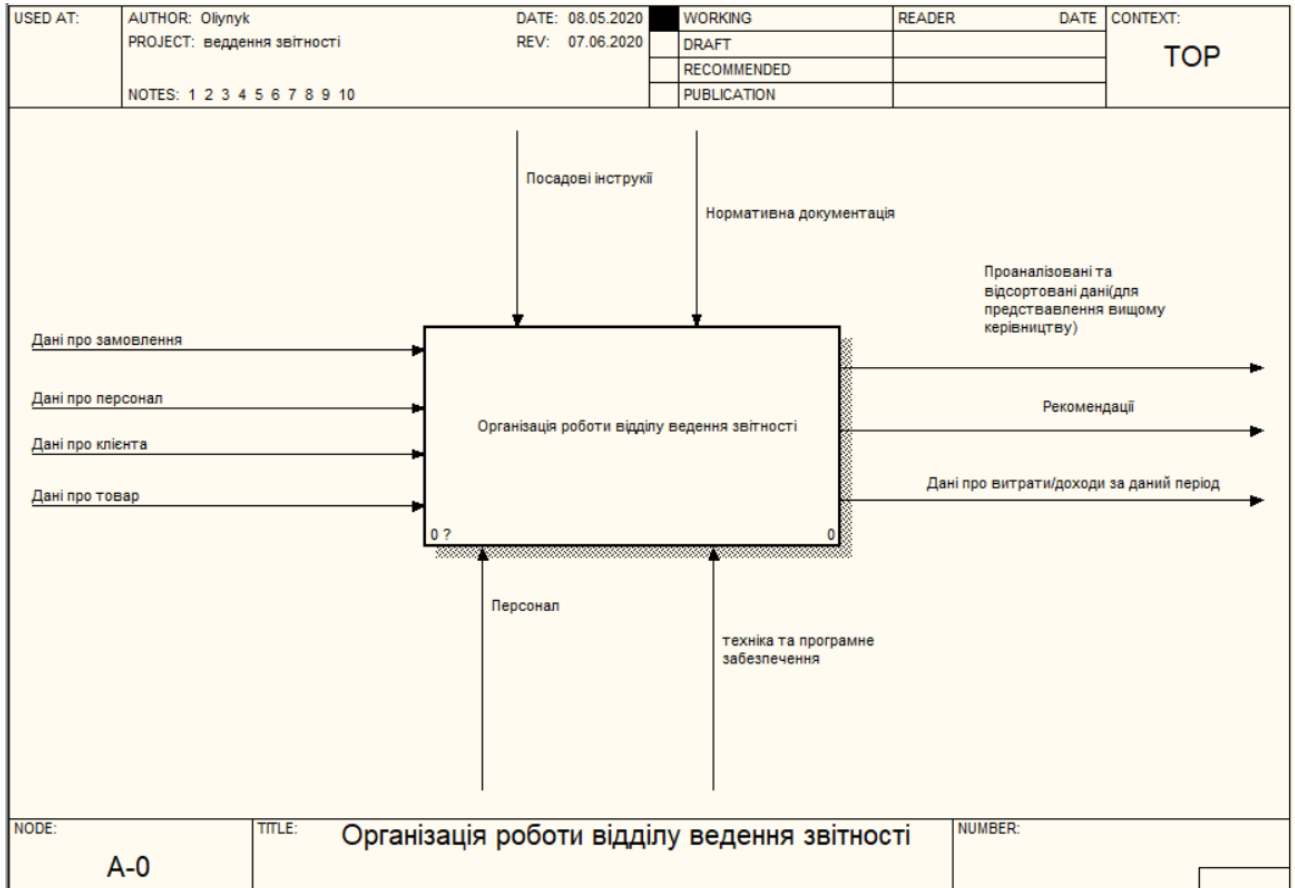 USED AT:
AUTHOR: Oliynyk
DATE: 08.05.2020
WORKING
READER
DATE
CONTEXT:
PROJECT: веддення звітності
REV: 07.06.2020
DRAFT
TOP
RECOMMENDED
NOTES: 1 2 3 4 5 6 7 8 9 10
PUBLICATION
Посадові інструкії
Нормативна документація
Проаналізовані та
відсортовані дані(для
предствавлення вищому
керівництву)
Дані про замовлення
Дані про персонал
Рекомендації
Організація роботи відділу ведення звітності
Дані про клієнта
Дані про витрати/доходи за даний період
Дані про товар
0 ?
0
Персонал
техніка та програмне
забезпечення
NODE:
TITLE:
Організація роботи відділу ведення звітності
NUMBER:
A-0